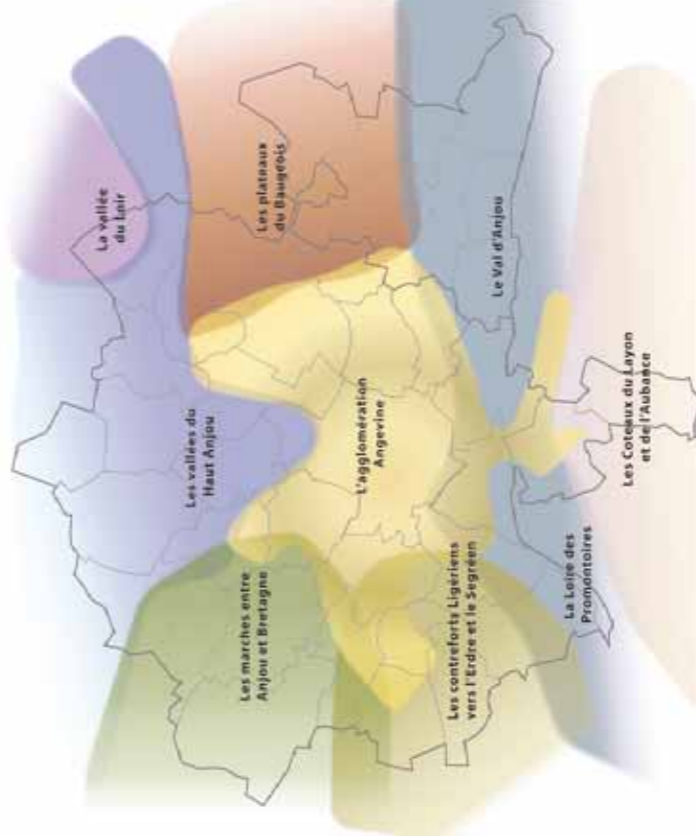 La vallée
du Loir
Les vallées du
Haut Anjou
Les plateaux
du Baugeois
Les marches entre
Anjou et Bretagne
L'agglomération
Angevine
Les contreforts Ligériens
vers l'Erdre et le Segréen
Le Val d'Anjou
La Loire des
Promontoires
Les Coteaux du Layon
et de l'Aubance